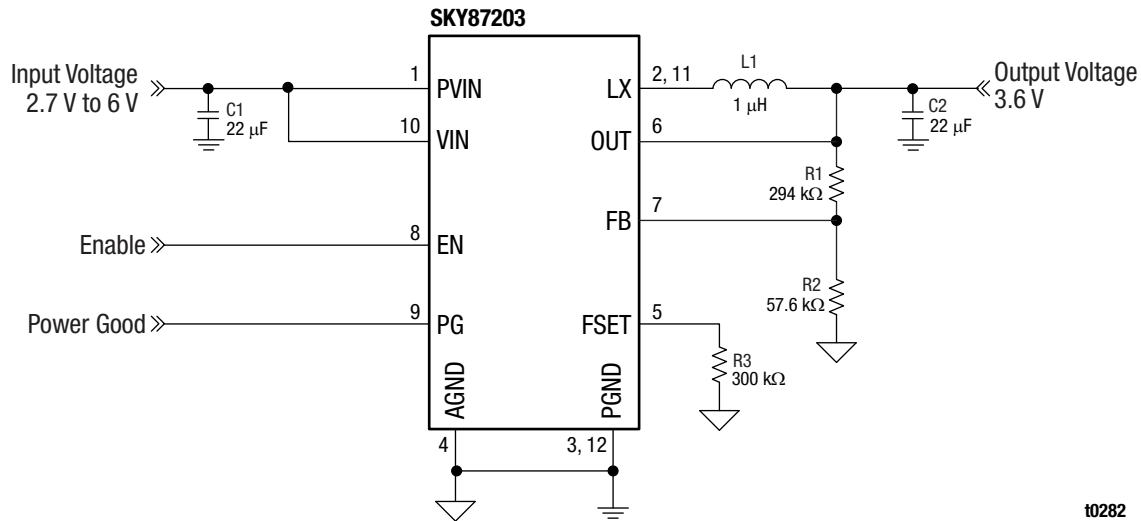 SKY87203
Input Voltage
2.7 V to 6 V
C1
22 µF
1
PVIN
10
VIN
Enable
8
EN
Power Good
9
PG
AGND
4
PGND
3, 12
LX
2, 11
L1
1 µH
OUT
6
FB
7
FSET
5
R1
294 kΩ
R2
57.6 kΩ
R3
300 kΩ
C2
22 µF
Output Voltage
3.6 V
t0282